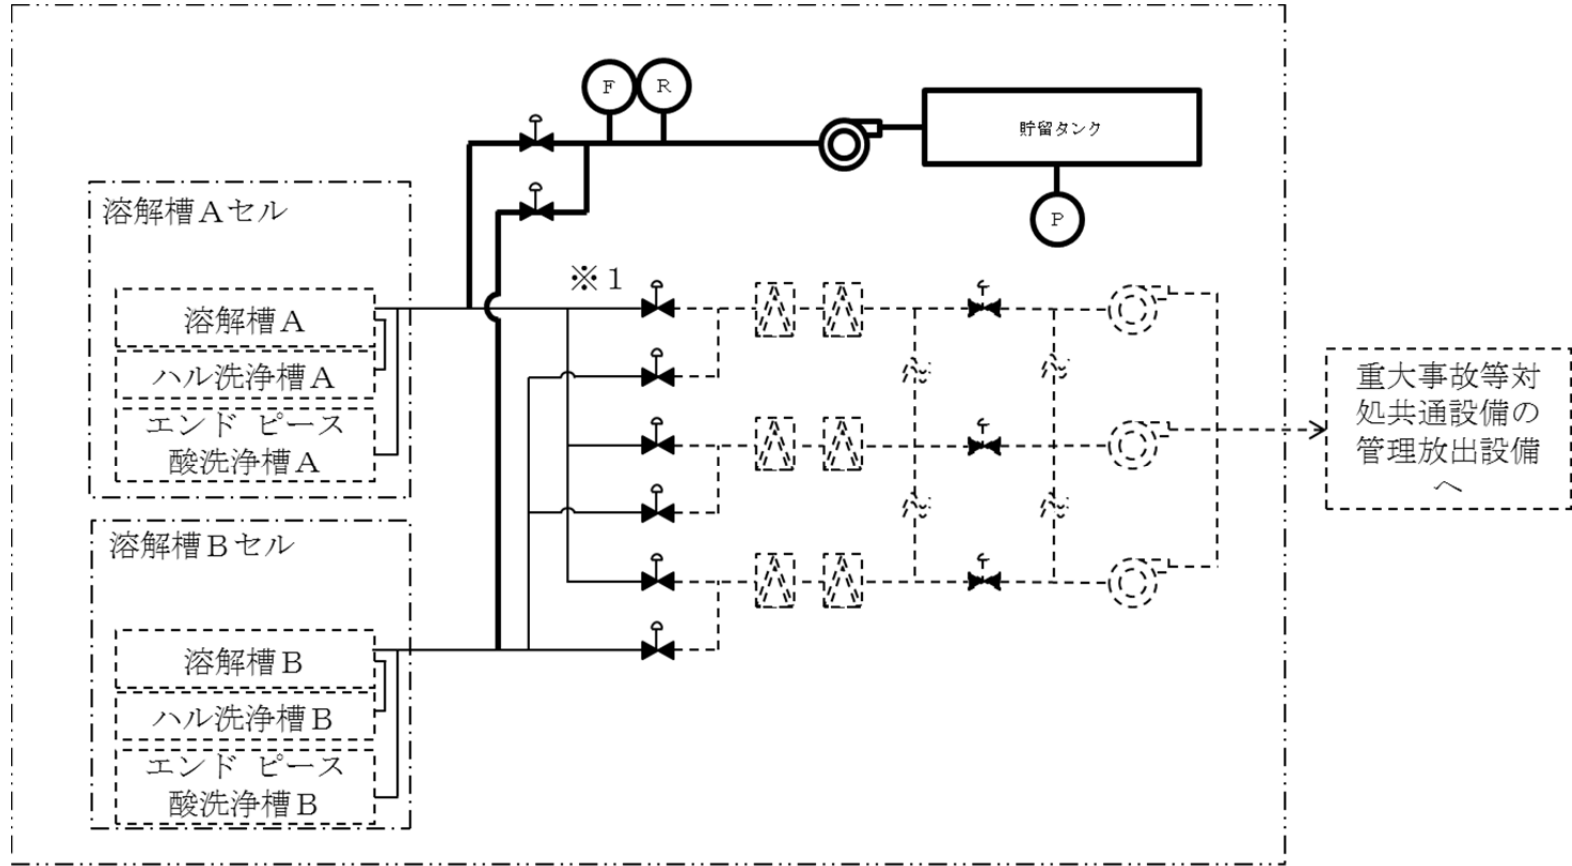 F
R
貯留タンク
P
溶解槽Aセル
※1
溶解槽A
ハル洗浄槽A
エンド ピース
酸洗浄槽A
重大事故等対
処共通設備の
管理放出設備
へ
溶解槽Bセル
溶解槽B
ハル洗浄槽B
エンド ピース
酸洗浄槽B